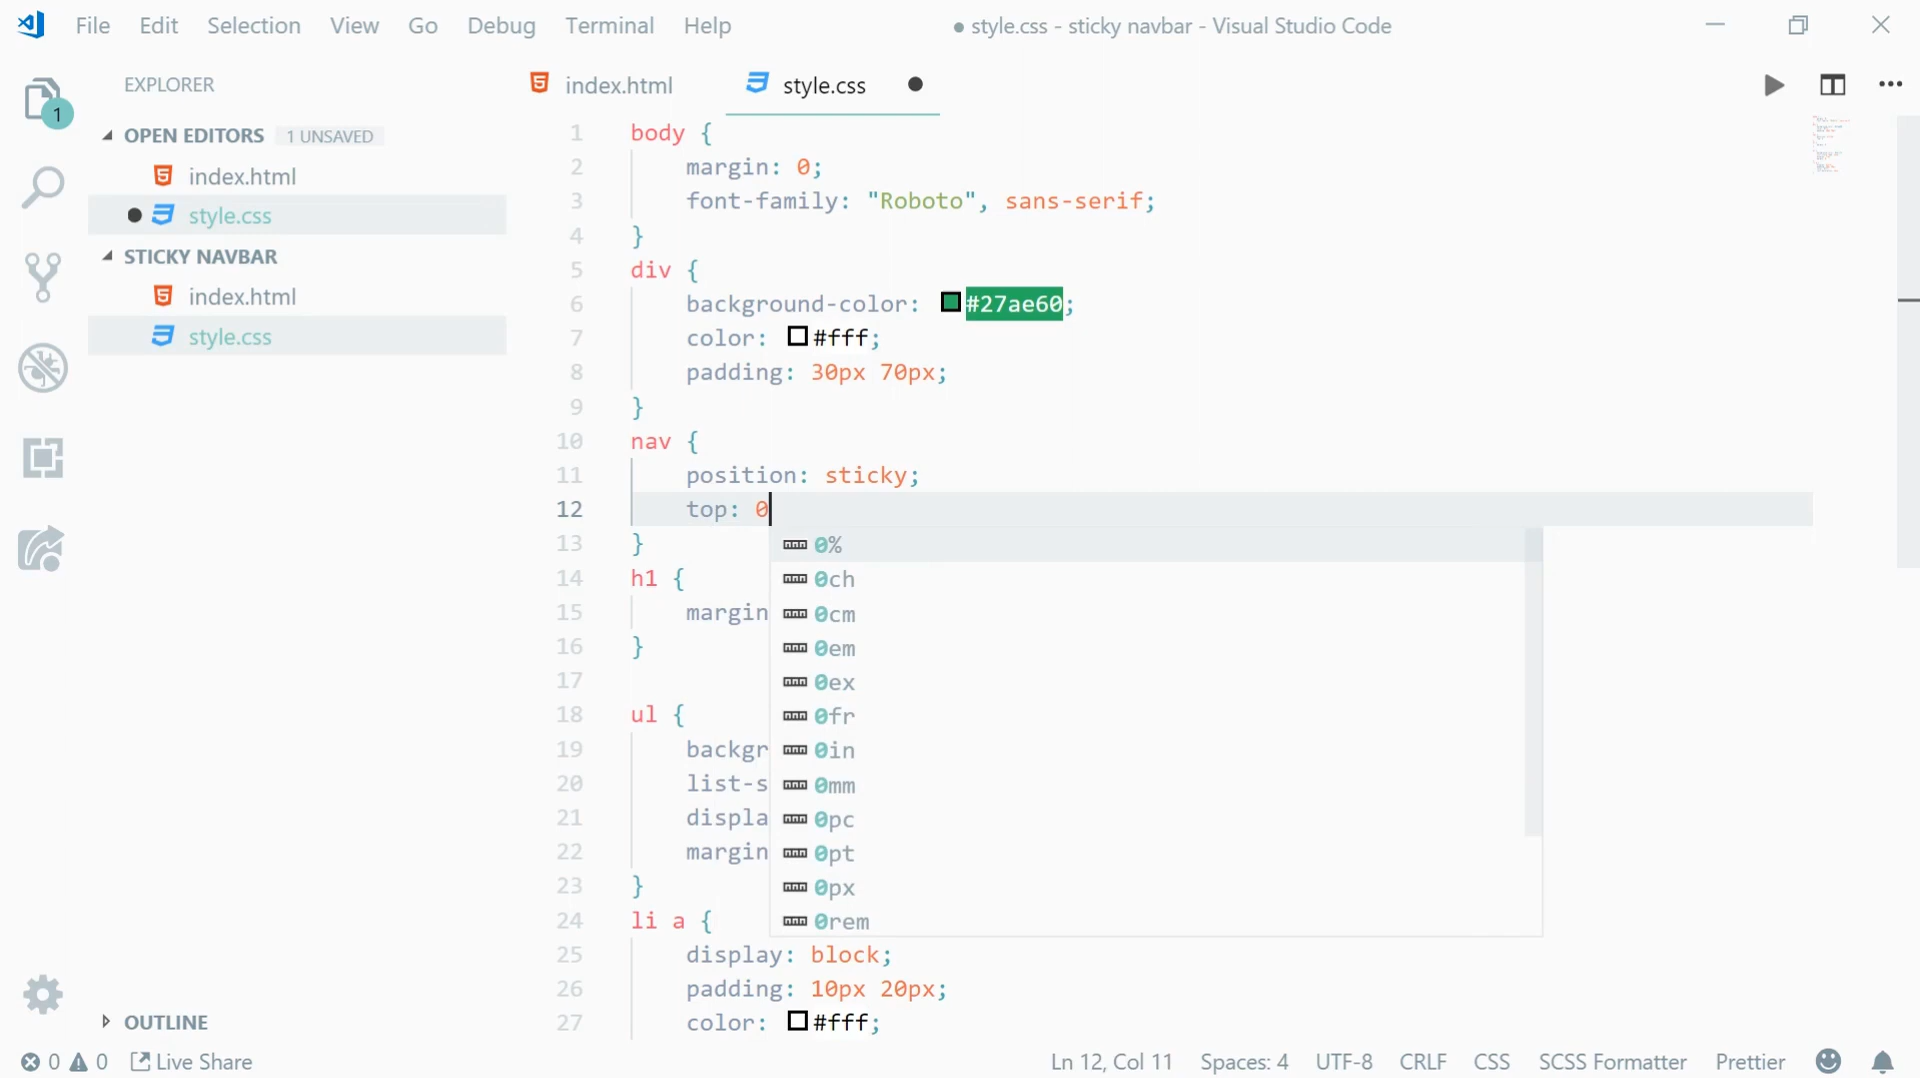 File Edit Selection View Go Debug Terminal Help ● style.css - sticky navbar - Visual Studio Code
EXPLORER
1
OPEN EDITORS 1 UNSAVED
index.html
style.css
STICKY NAVBAR
index.html
style.css
OUTLINE
index.html style.css
1 body {
2 margin: 0;
3 font-family: "Roboto", sans-serif;
4 }
5 div {
6 background-color: #27ae60;
7 color: #fff;
8 padding: 30px 70px;
9 }
10 nav {
11 position: sticky;
12 top: 0
13 }
14 h1 {
15 margin
16 }
17
18 ul {
19 backgr
20 list-s
21 displa
22 margin
23 }
24 li a {
25 display: block;
26 padding: 10px 20px;
27 color: #fff;
0%
0ch
0cm
0em
0ex
0fr
0in
0mm
0pc
0pt
0px
0rem
0 0 Live Share Ln 12, Col 11 Spaces: 4 UTF-8 CRLF CSS SCSS Formatter Prettier